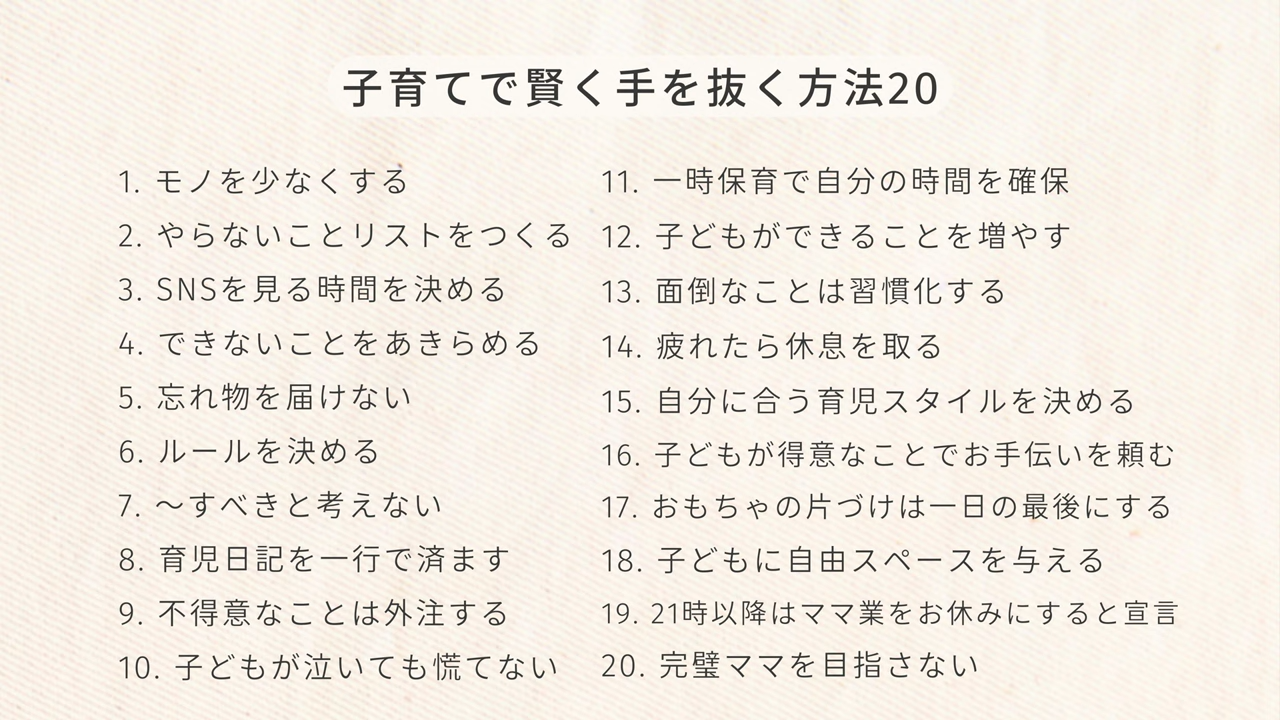 子育てで賢く手を抜く方法20
1. モノを少なくする
2. やらないことリストをつくる
3. SNSを見る時間を決める
4. できないことをあきらめる
5. 忘れ物を届けない
6. ルールを決める
7. 〜すべきと考えない
8. 育児日記を一行で済ます
9. 不得意なことは外注する
10. 子どもが泣いても慌てない
11. 一時保育で自分の時間を確保
12. 子どもができることを増やす
13. 面倒なことは習慣化する
14. 疲れたら休息を取る
15. 自分に合う育児スタイルを決める
16. 子どもが得意なことでお手伝いを頼む
17. おもちゃの片づけは一日の最後にする
18. 子どもに自由スペースを与える
19. 21時以降はママ業をお休みにすると宣言
20. 完璧ママを目指さない